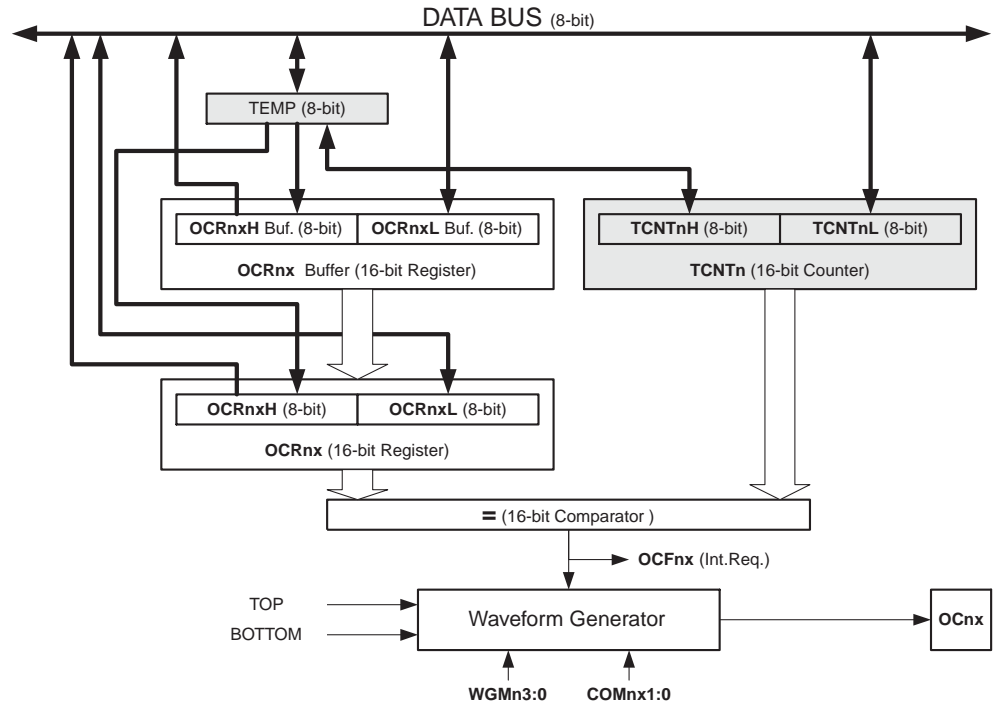 DATA BUS (8-bit)
TEMP (8-bit)
OCRnxH Buf. (8-bit) OCRnxL Buf. (8-bit)
OCRnx Buffer (16-bit Register)
TCNTnH (8-bit) TCNTnL (8-bit)
TCNTn (16-bit Counter)
OCRnxH (8-bit) OCRnxL (8-bit)
OCRnx (16-bit Register)
= (16-bit Comparator )
OCFnx (Int.Req.)
TOP
BOTTOM
Waveform Generator
OCnx
WGMn3:0 COMnx1:0